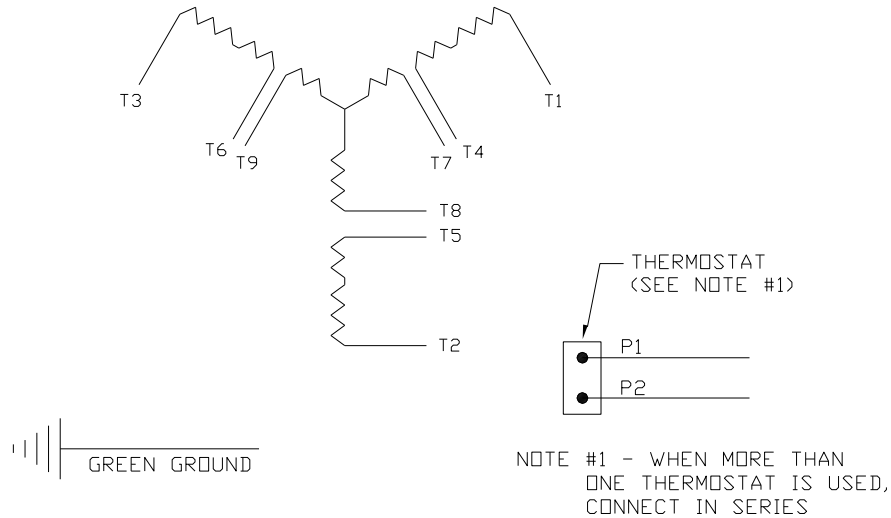 T3
T1
T6
T9
T7
T4
T8
T5
THERMOSTAT
(SEE NOTE #1)
T2
P1
P2
GREEN GROUND
NOTE #1 - WHEN MORE THAN
ONE THERMOSTAT IS USED,
CONNECT IN SERIES